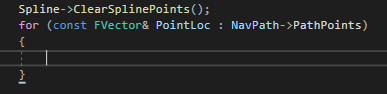 Spline->ClearSplinePoints();
for (const FVector& PointLoc : NavPath->PathPoints)
{
}